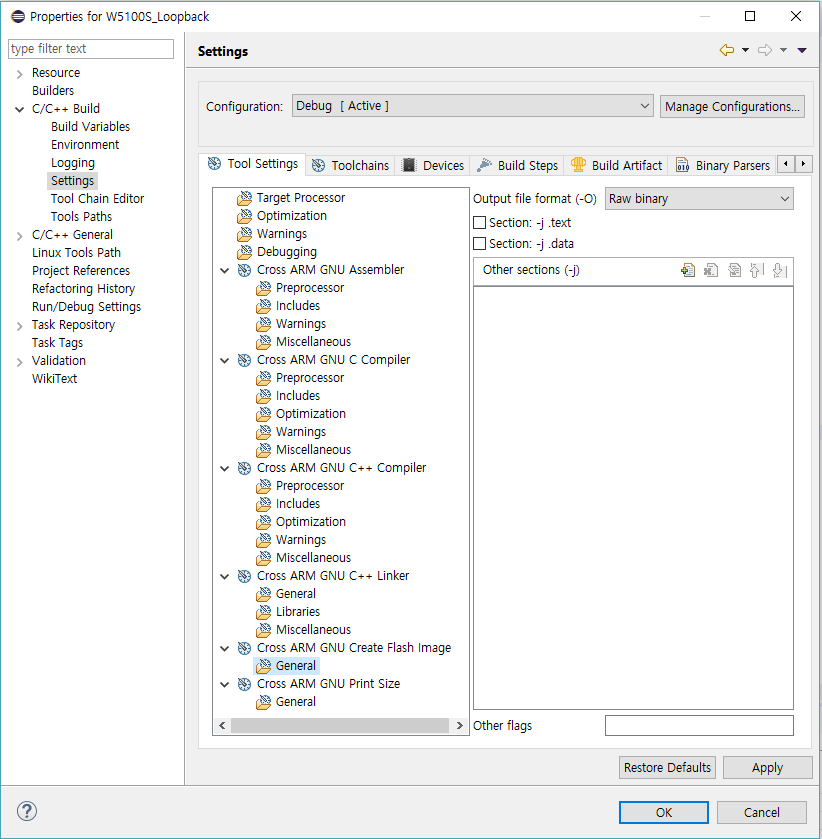 Properties for W5100S_Loopback
type filter text
Resource
Builders
C/C++ Build
Build Variables
Environment
Logging
Settings
Tool Chain Editor
Tools Paths
C/C++ General
Linux Tools Path
Project References
Refactoring History
Run/Debug Settings
Task Repository
Task Tags
Validation
WikiText
Settings
Configuration: Debug [ Active ] Manage Configurations...
Tool Settings Toolchains Devices Build Steps Build Artifact Binary Parsers
Target Processor
Optimization
Warnings
Debugging
Cross ARM GNU Assembler
Preprocessor
Includes
Warnings
Miscellaneous
Cross ARM GNU C Compiler
Preprocessor
Includes
Optimization
Warnings
Miscellaneous
Cross ARM GNU C++ Compiler
Preprocessor
Includes
Optimization
Warnings
Miscellaneous
Cross ARM GNU C++ Linker
General
Libraries
Miscellaneous
Cross ARM GNU Create Flash Image
General
Cross ARM GNU Print Size
General
Output file format (-O) Raw binary
Section: -j .text
Section: -j .data
Other sections (-j)
Other flags
Restore Defaults Apply
OK Cancel